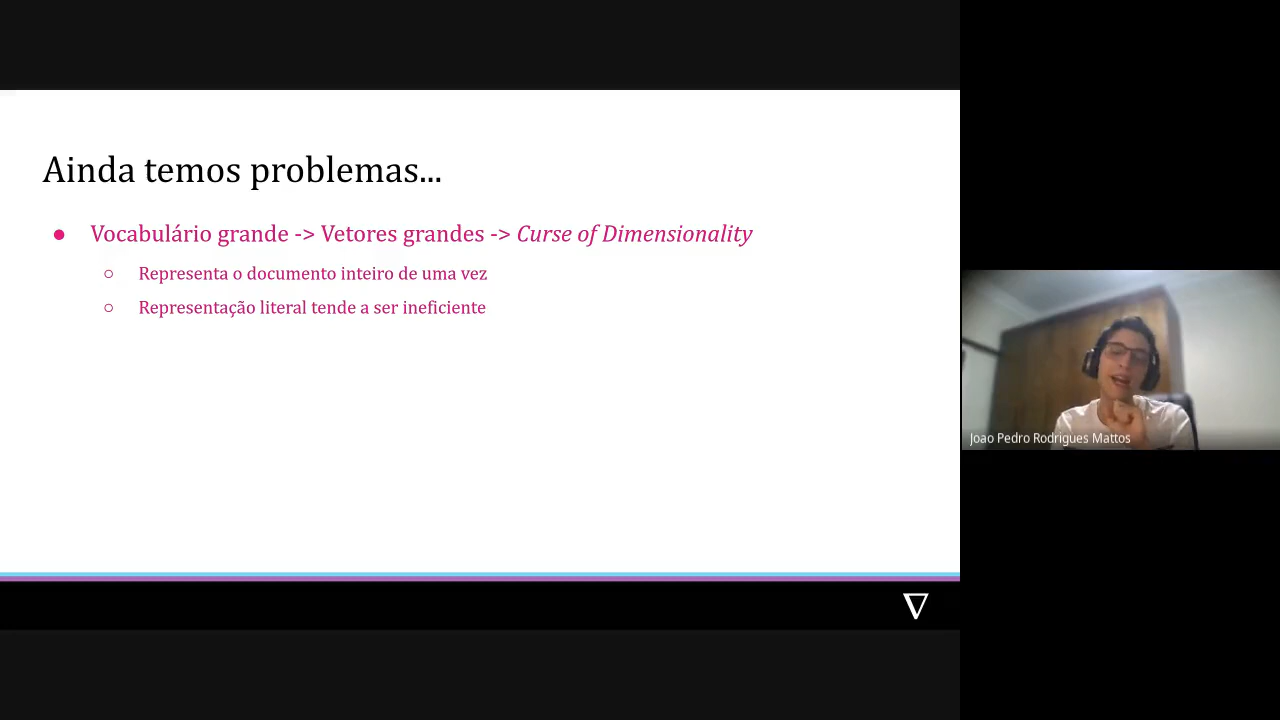 Ainda temos problemas...
● Vocabulário grande -> Vetores grandes -> Curse of Dimensionality
○ Representa o documento inteiro de uma vez
○ Representação literal tende a ser ineficiente
Joao Pedro Rodrigues Mattos